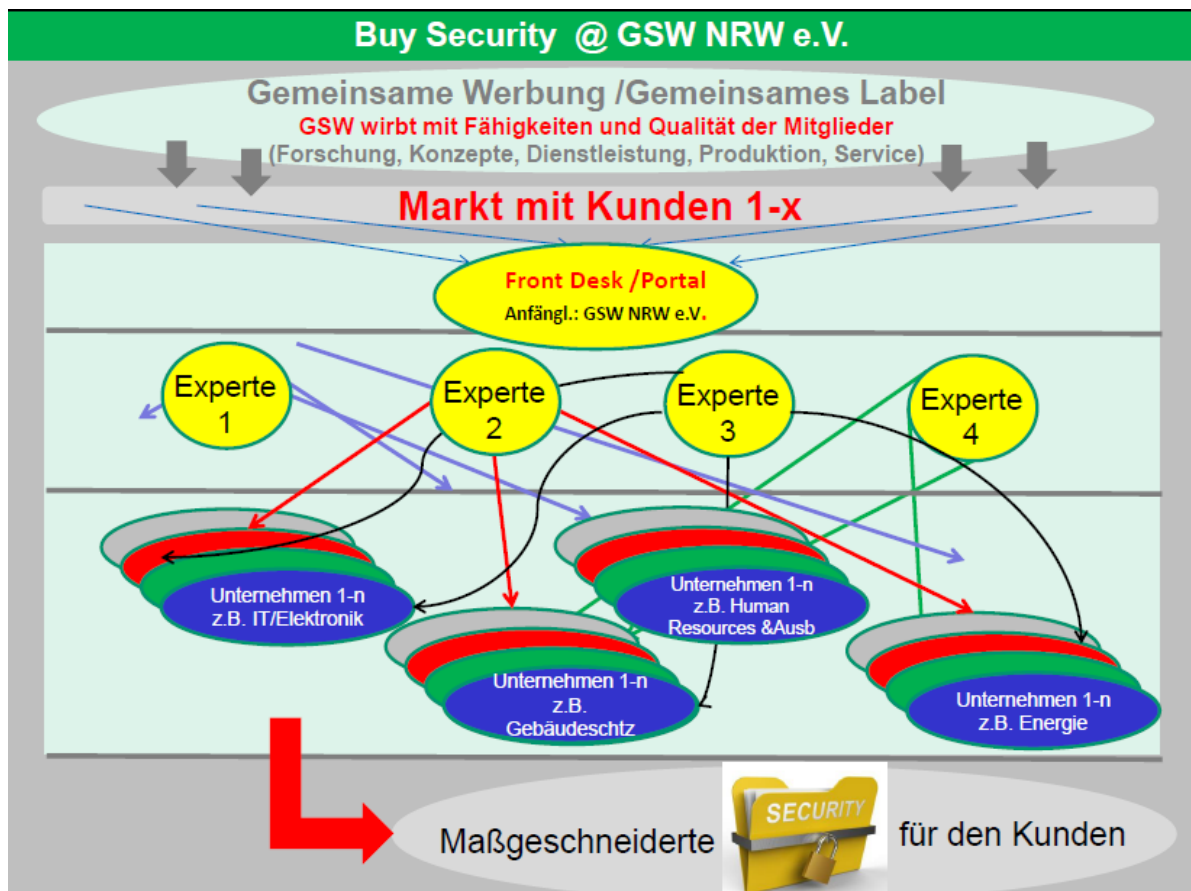 Buy Security @ GSW NRW e.V.
Gemeinsame Werbung /Gemeinsames Label
GSW wirbt mit Fähigkeiten und Qualität der Mitglieder
(Forschung, Konzepte, Dienstleistung, Produktion, Service)
Markt mit Kunden 1-x
Front Desk /Portal
Anfängl.: GSW NRW e.V.
Experte
1
Experte
2
Experte
3
Experte
4
Unternehmen 1-n
z.B. IT/Elektronik
Unternehmen 1-n
z.B. Human
Resources &Ausb
Unternehmen 1-n
z.B.
Gebäudeschtz
Unternehmen 1-n
z.B. Energie
Maßgeschneiderte
SECURITY
für den Kunden